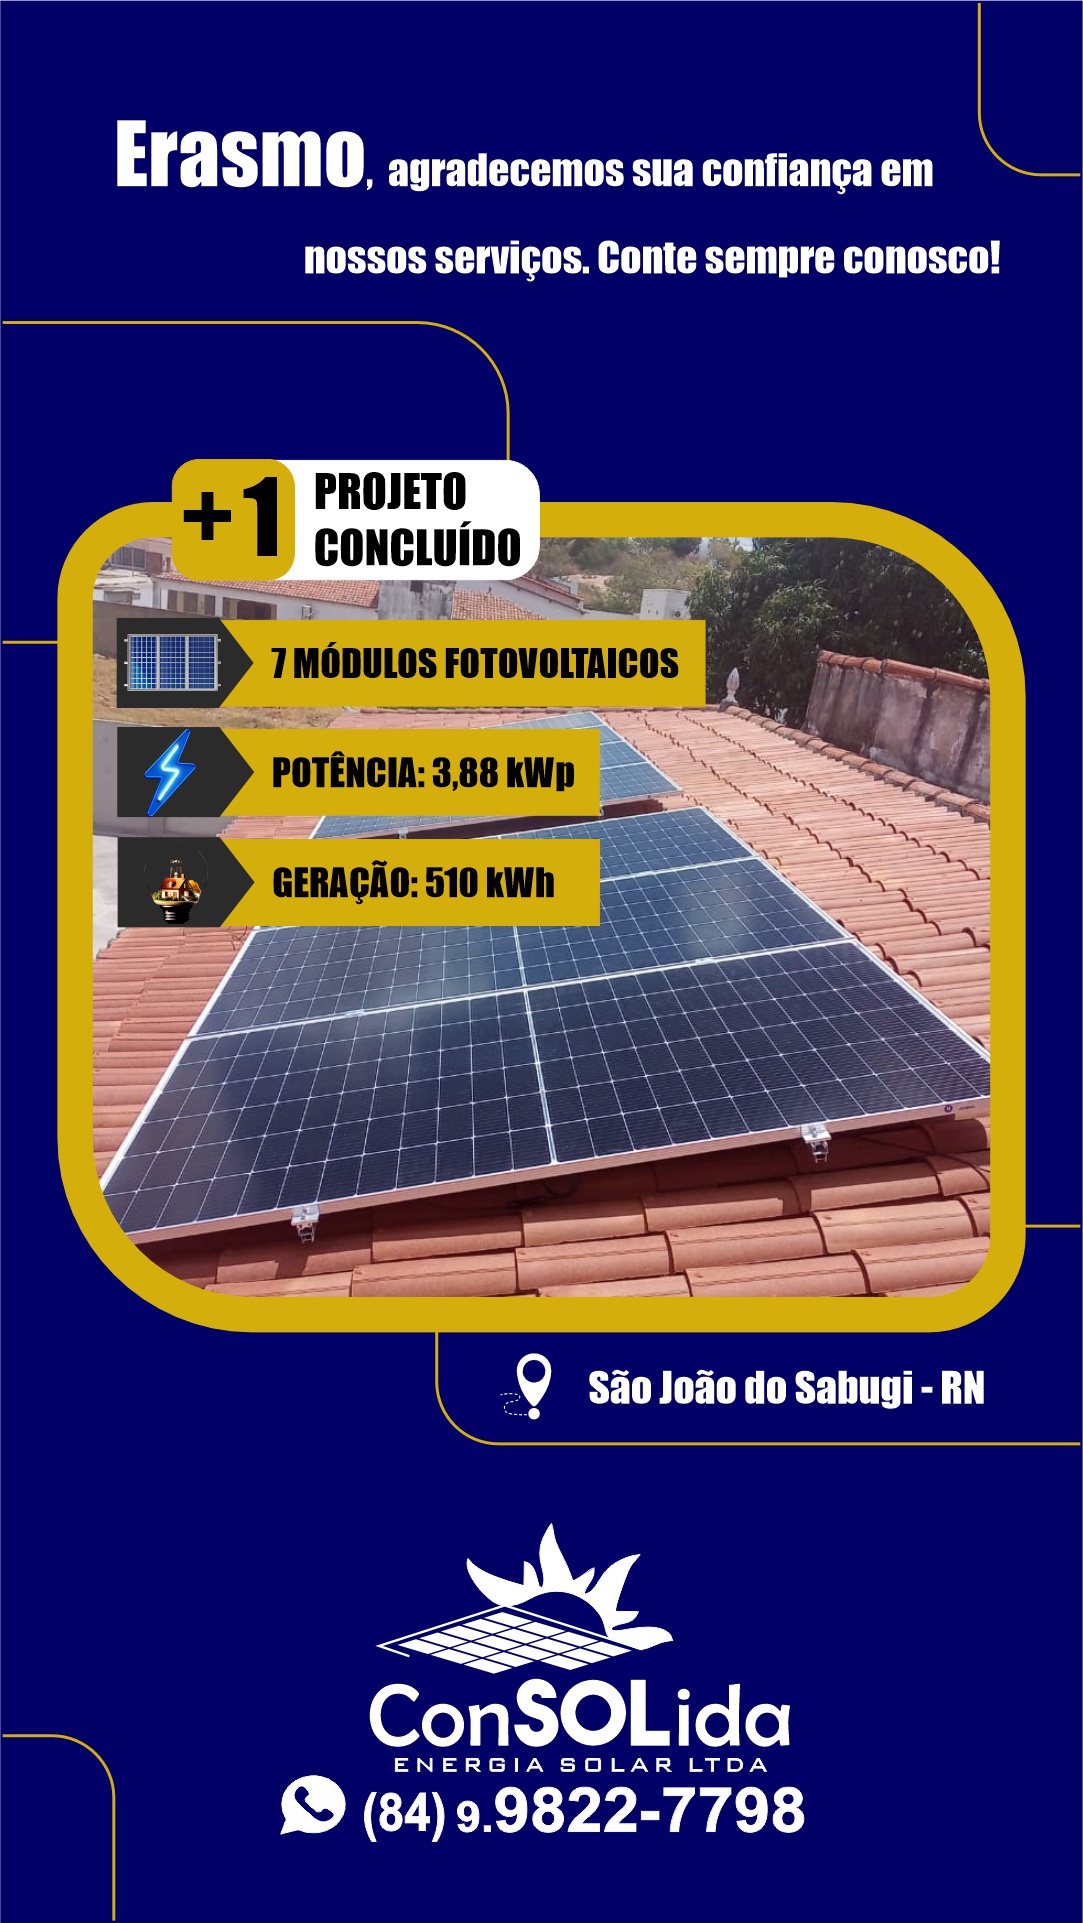 Erasmo, agradecemos sua confiança em
nossos serviços. Conte sempre conosco!
+1 PROJETO
CONCLUÍDO
7 MÓDULOS FOTOVOLTAICOS
POTÊNCIA: 3,88 kWp
GERAÇÃO: 510 kWh
São João do Sabugi - RN
ConSOLida
ENERGIA SOLAR LTDA
(84) 9.9822-7798